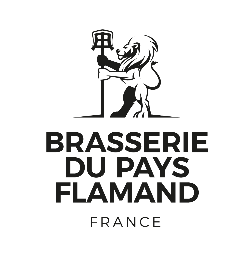 BRASSERIE
DU PAYS
FLAMAND
FRANCE